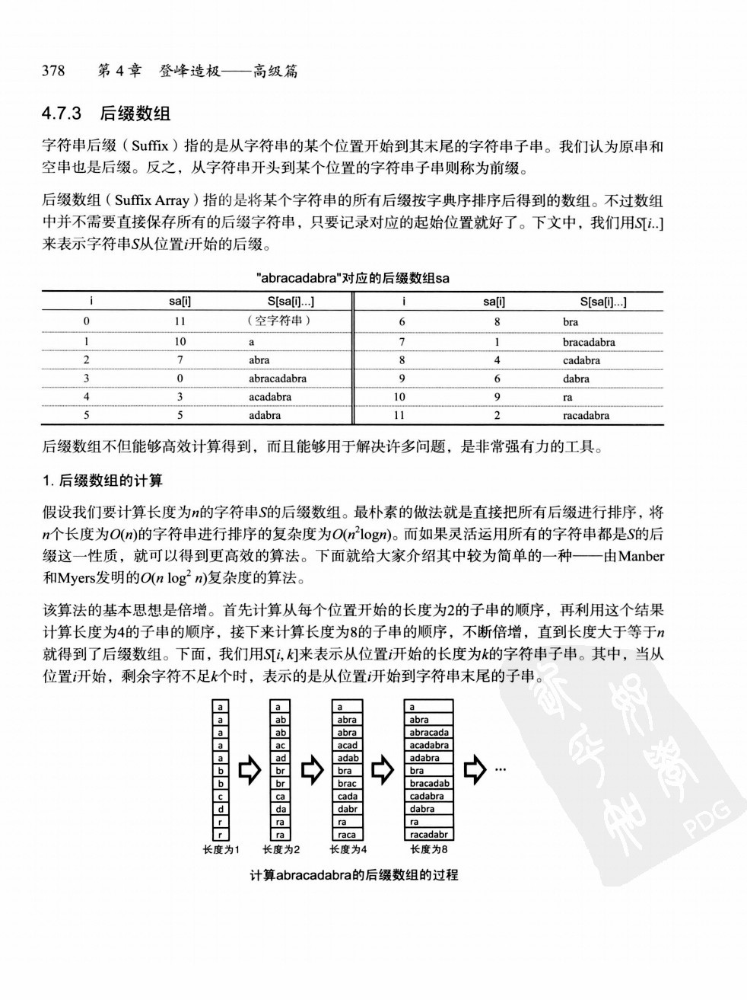 378 第4章 登峰造极——高级篇
4.7.3 后缀数组
字符串后缀（Suffix）指的是从字符串的某个位置开始到其末尾的字符串子串。我们认为原串和
空串也是后缀。反之，从字符串开头到某个位置的字符串子串则称为前缀。
后缀数组（Suffix Array）指的是将某个字符串的所有后缀按字典序排序后得到的数组。不过数组
中并不需要直接保存所有的后缀字符串，只要记录对应的起始位置就好了。下文中，我们用S[i..]
来表示字符串S从位置i开始的后缀。
"abracadabra"对应的后缀数组sa
i sa[i] S[sa[i]...] i sa[i] S[sa[i]...]
0 11 （空字符串） 6 8 bra
1 10 a 7 1 bracadabra
2 7 abra 8 4 cadabra
3 0 abracadabra 9 6 dabra
4 3 acadabra 10 9 ra
5 5 adabra 11 2 racadabra
后缀数组不但能够高效计算得到，而且能够用于解决许多问题，是非常强有力的工具。
1. 后缀数组的计算
假设我们要计算长度为n的字符串S的后缀数组。最朴素的做法就是直接把所有后缀进行排序，将
n个长度为O(n)的字符串进行排序的复杂度为O(n²logn)。而如果灵活运用所有的字符串都是S的后
缀这一性质，就可以得到更高效的算法。下面就给大家介绍其中较为简单的一种——由Manber
和Myers发明的O(n log² n)复杂度的算法。
该算法的基本思想是倍增。首先计算从每个位置开始的长度为2的子串的顺序，再利用这个结果
计算长度为4的子串的顺序，接下来计算长度为8的子串的顺序，不断倍增，直到长度大于等于n
就得到了后缀数组。下面，我们用S[i, k]来表示从位置i开始的长度为k的字符串子串。其中，当从
位置i开始，剩余字符不足k个时，表示的是从位置i开始到字符串末尾的子串。
a a a a
a ab abra abra
a ab abra abracada
a ac acad acadabra
a ad adab adabra
b br bra bra
b br brac bracadab
c ca cada cadabra
d da dabr dabra
r ra ra ra
r ra raca racadabr
...
长度为1 长度为2 长度为4 长度为8
计算abracadabra的后缀数组的过程
PDG